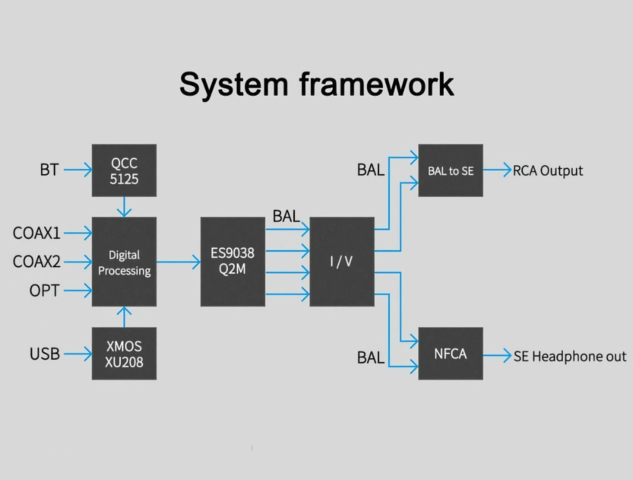 System framework
BT
QCC
5125
COAX1
COAX2
OPT
Digital
Processing
USB
XMOS
XU208
ES9038
Q2M
BAL
I / V
BAL
BAL to SE
RCA Output
BAL
NFCA
SE Headphone out